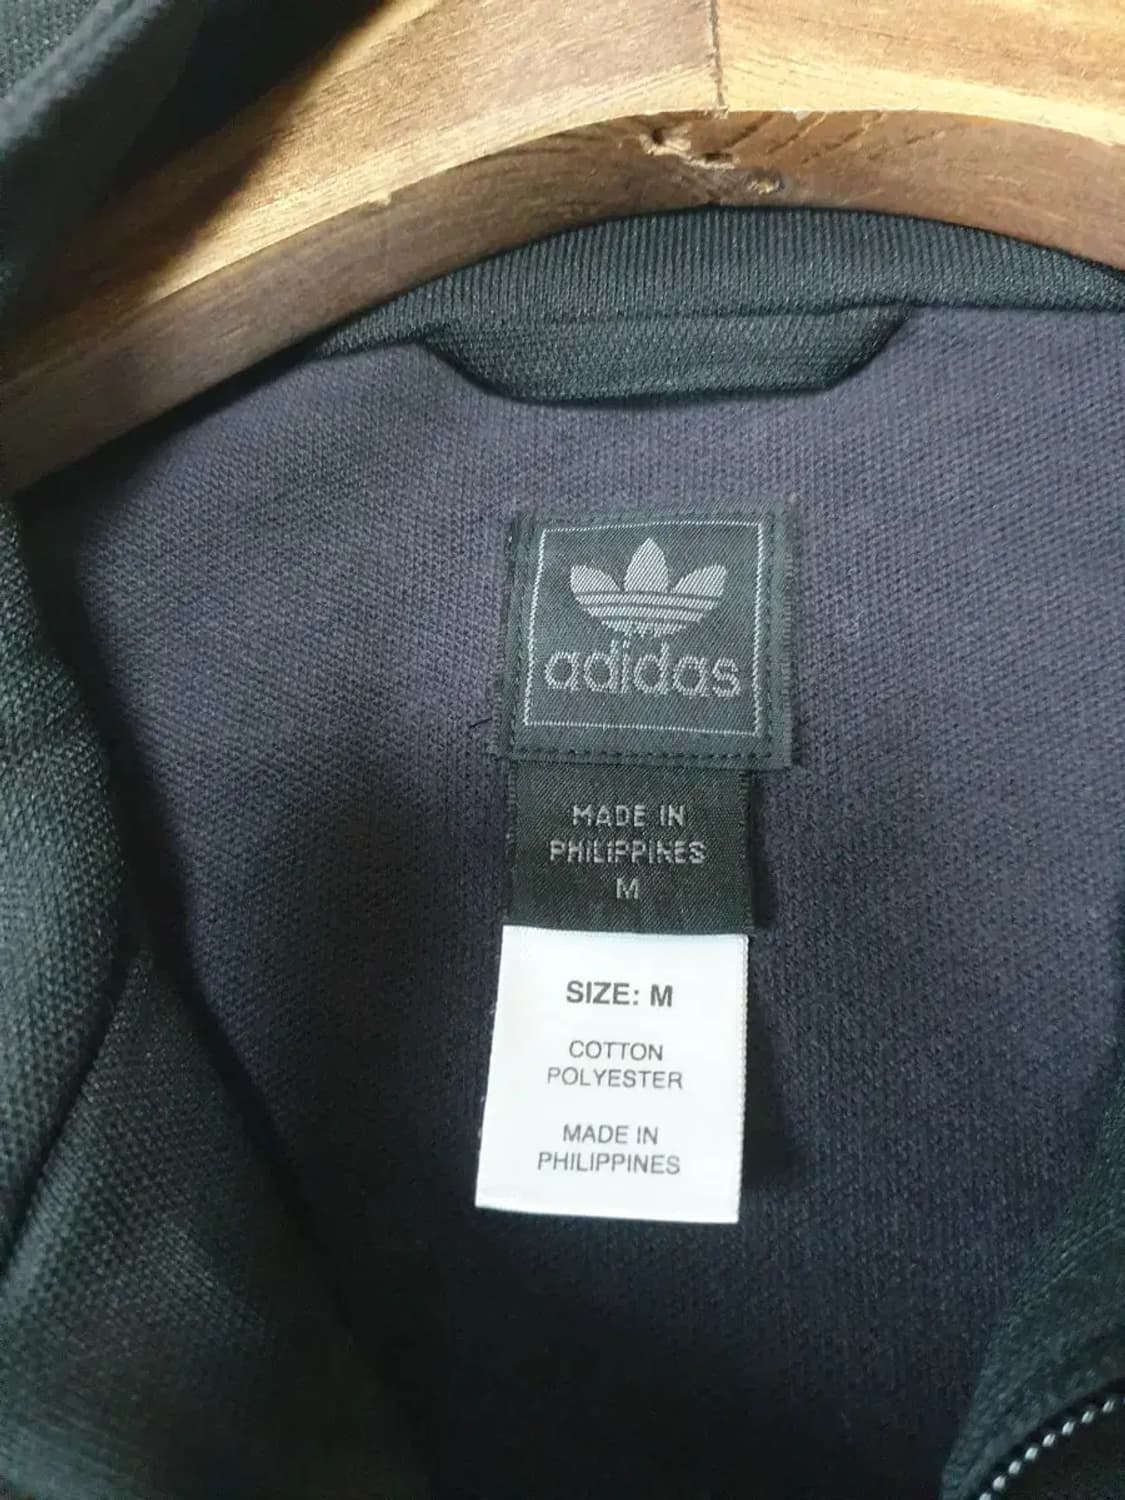 adidas
MADE IN
PHILIPPINES
M
SIZE: M
COTTON
POLYESTER
MADE IN
PHILIPPINES